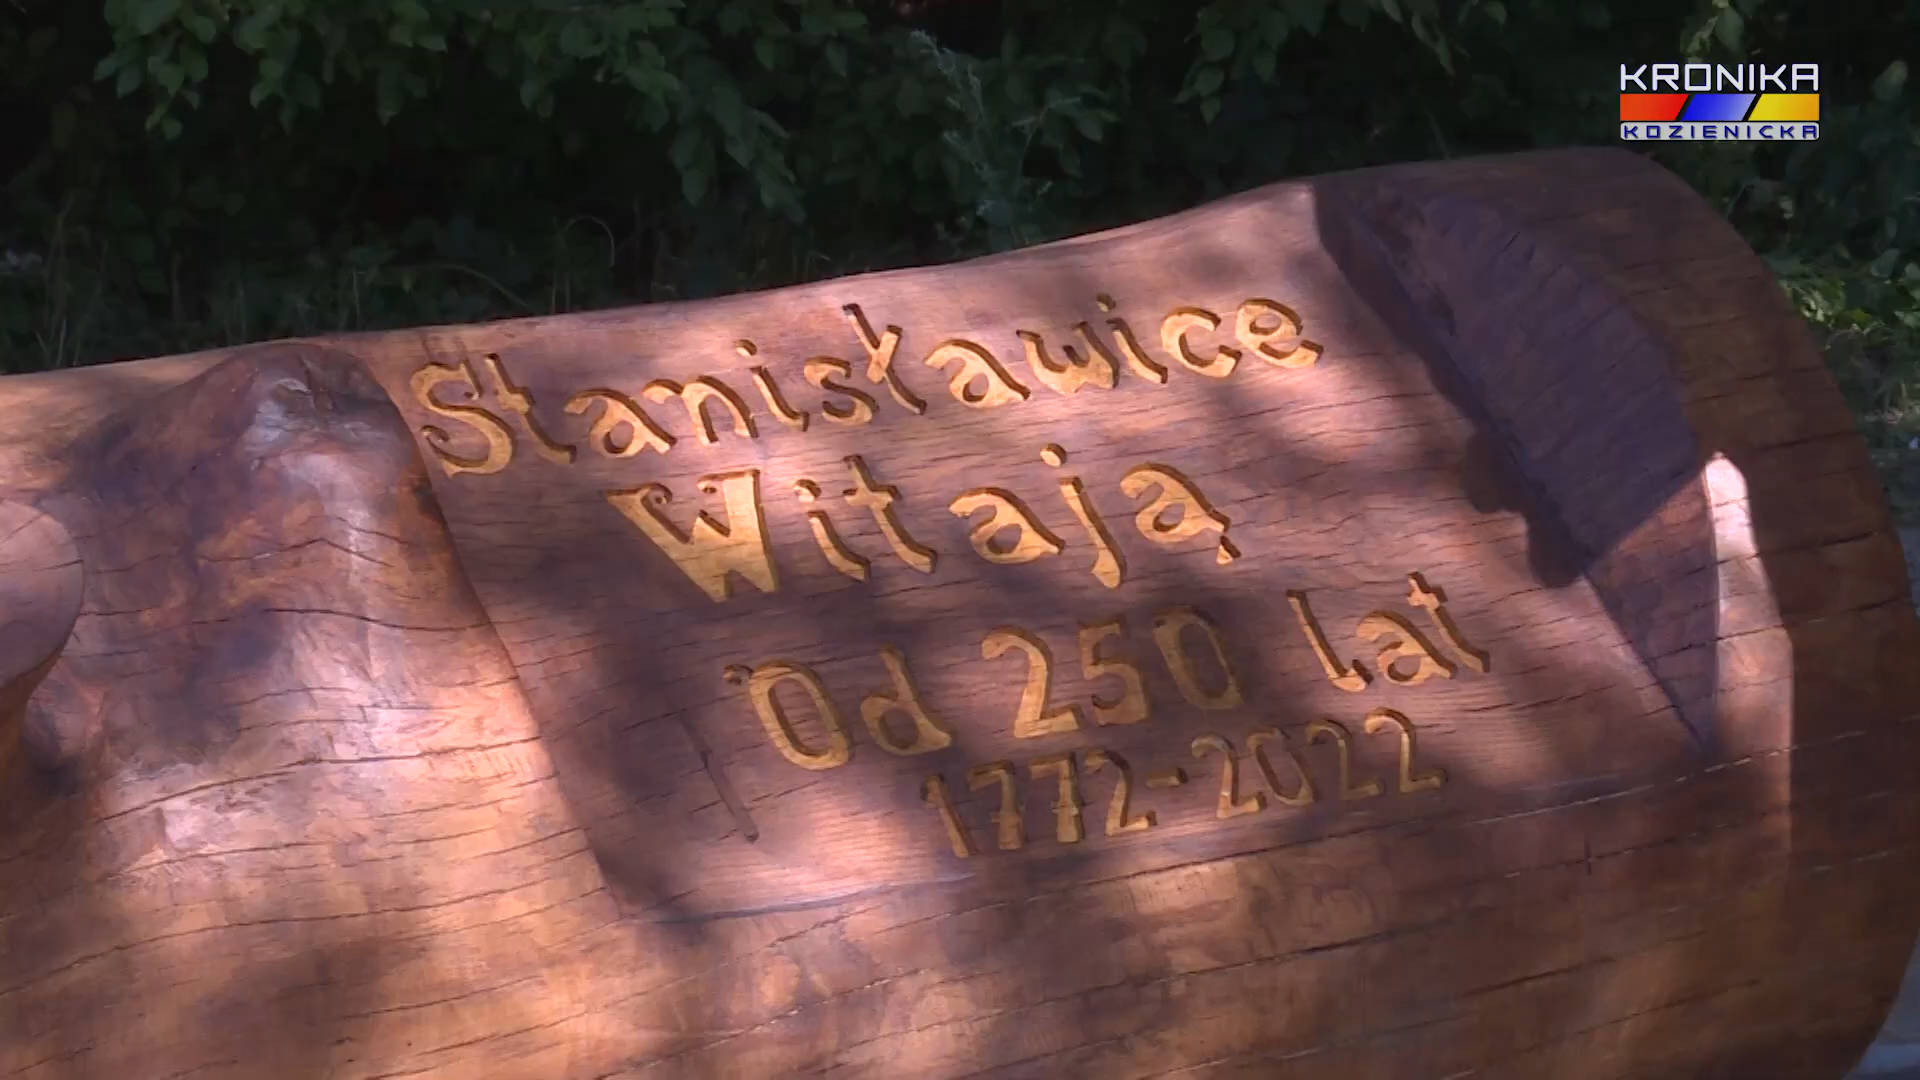 KRONIKA
KOZIENICKA
Stanisławice
Witają
Od 250 lat
1772-2022